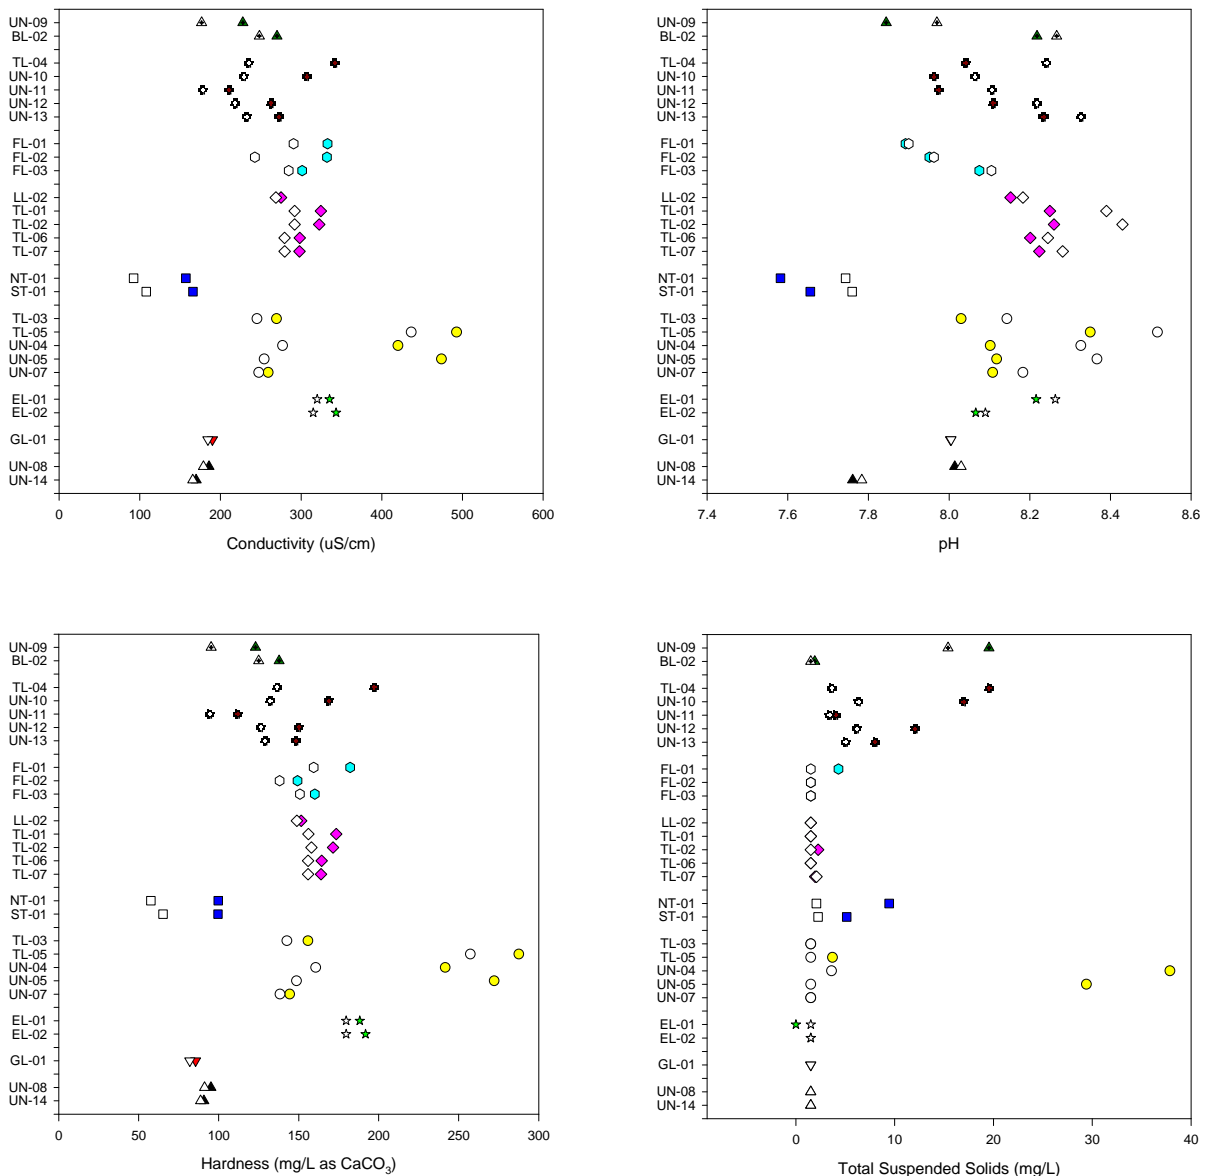 UN-09
BL-02
TL-04
UN-10
UN-11
UN-12
UN-13
FL-01
FL-02
FL-03
LL-02
TL-01
TL-02
TL-06
TL-07
NT-01
ST-01
TL-03
TL-05
UN-04
UN-05
UN-07
EL-01
EL-02
GL-01
UN-08
UN-14
0 100 200 300 400 500 600
Conductivity (uS/cm)
UN-09
BL-02
TL-04
UN-10
UN-11
UN-12
UN-13
FL-01
FL-02
FL-03
LL-02
TL-01
TL-02
TL-06
TL-07
NT-01
ST-01
TL-03
TL-05
UN-04
UN-05
UN-07
EL-01
EL-02
GL-01
UN-08
UN-14
7.4 7.6 7.8 8.0 8.2 8.4 8.6
pH
UN-09
BL-02
TL-04
UN-10
UN-11
UN-12
UN-13
FL-01
FL-02
FL-03
LL-02
TL-01
TL-02
TL-06
TL-07
NT-01
ST-01
TL-03
TL-05
UN-04
UN-05
UN-07
EL-01
EL-02
GL-01
UN-08
UN-14
0 50 100 150 200 250 300
Hardness (mg/L as CaCO3)
UN-09
BL-02
TL-04
UN-10
UN-11
UN-12
UN-13
FL-01
FL-02
FL-03
LL-02
TL-01
TL-02
TL-06
TL-07
NT-01
ST-01
TL-03
TL-05
UN-04
UN-05
UN-07
EL-01
EL-02
GL-01
UN-08
UN-14
0 10 20 30 40
Total Suspended Solids (mg/L)